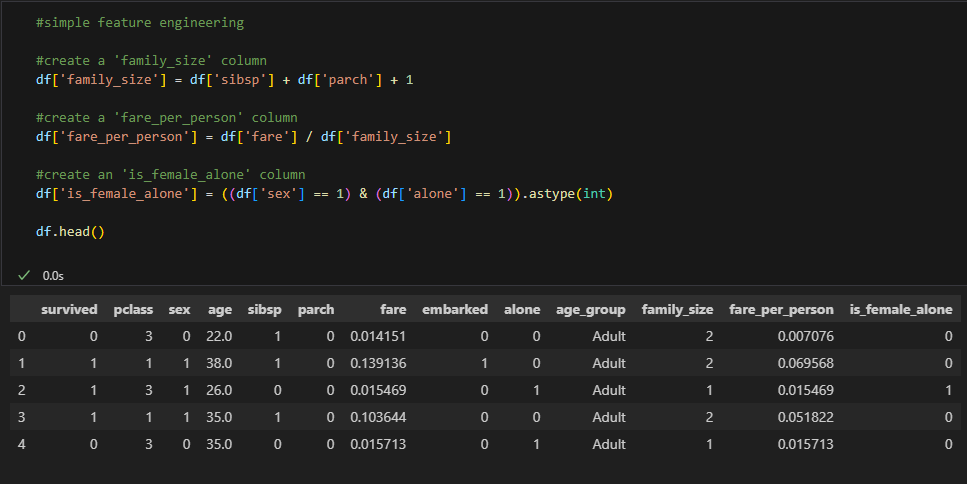 #simple feature engineering
#create a 'family_size' column
df['family_size'] = df['sibsp'] + df['parch'] + 1
#create a 'fare_per_person' column
df['fare_per_person'] = df['fare'] / df['family_size']
#create an 'is_female_alone' column
df['is_female_alone'] = ((df['sex'] == 1) & (df['alone'] == 1)).astype(int)
df.head()
✓ 0.0s
survived pclass sex age sibsp parch fare embarked alone age_group family_size fare_per_person is_female_alone
0 0 3 0 22.0 1 0 0.014151 0 0 Adult 2 0.007076 0
1 1 1 1 38.0 1 0 0.139136 1 0 Adult 2 0.069568 0
2 1 3 1 26.0 0 0 0.015469 0 1 Adult 1 0.015469 1
3 1 1 1 35.0 1 0 0.103644 0 0 Adult 2 0.051822 0
4 0 3 0 35.0 0 0 0.015713 0 1 Adult 1 0.015713 0